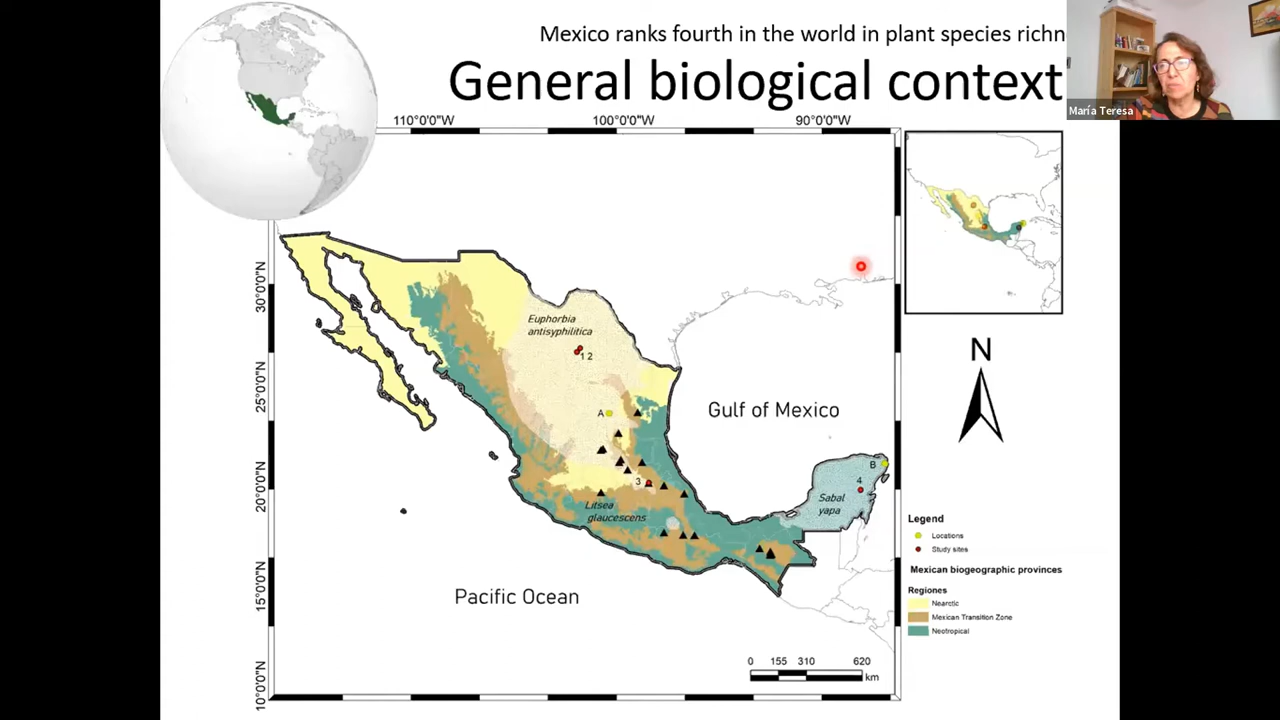 Mexico ranks fourth in the world in plant species richn
General biological context
María Teresa
110°0'0"W 100°0'0"W 90°0'0"W
30°0'0"N
25°0'0"N
20°0'0"N
15°0'0"N
10°0'0"N
Euphorbia
antisyphilitica
1 2
A
3
Litsea
glaucescens
Gulf of Mexico
B
4
Sabal
yapa
Pacific Ocean
N
Legend
Locations
Study sites
Mexican biogeographic provinces
Regiones
Nearctic
Mexican Transition Zone
Neotropical
0 155 310 620
km